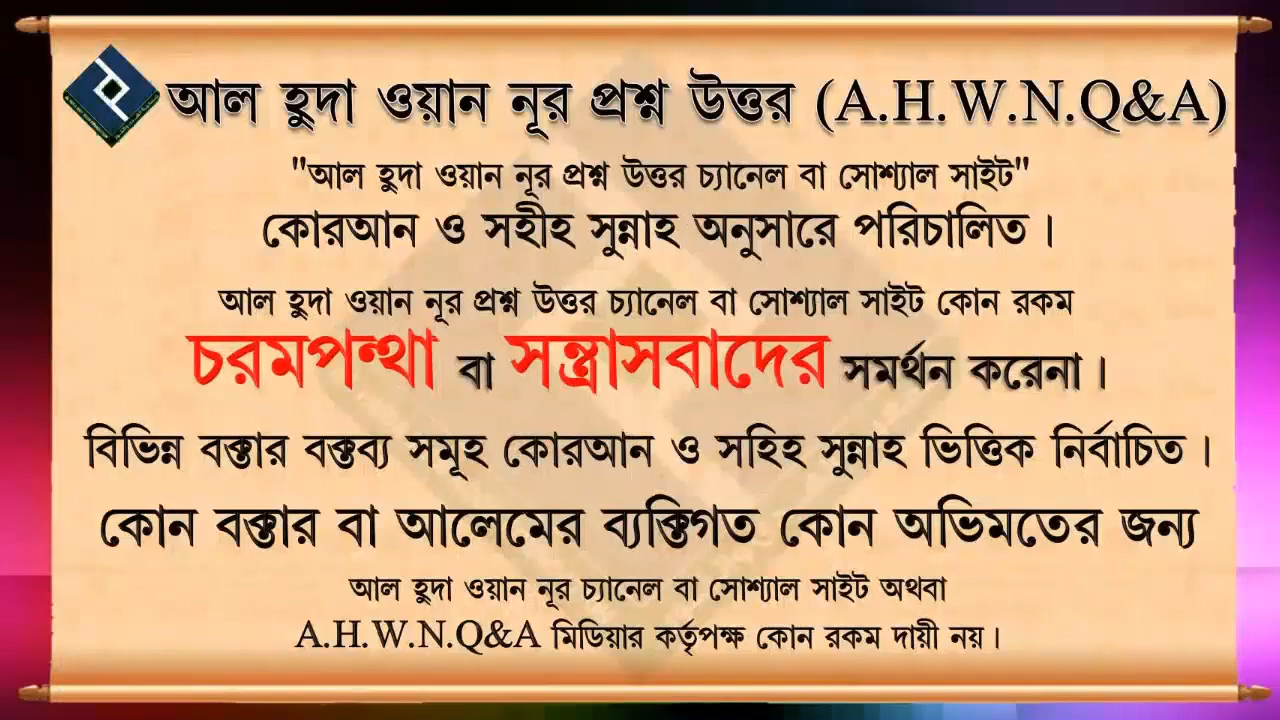 আল হুদা ওয়ান নূর প্রশ্ন উত্তর (A.H.W.N.Q&A)
"আল হুদা ওয়ান নূর প্রশ্ন উত্তর চ্যানেল বা সোশ্যাল সাইট"
কোরআন ও সহীহ সুন্নাহ অনুসারে পরিচালিত।
আল হুদা ওয়ান নূর প্রশ্ন উত্তর চ্যানেল বা সোশ্যাল সাইট কোন রকম
চরমপন্থা বা সন্ত্রাসবাদের সমর্থন করেনা।
বিভিন্ন বক্তার বক্তব্য সমূহ কোরআন ও সহিহ সুন্নাহ ভিত্তিক নির্বাচিত।
কোন বক্তার বা আলেমের ব্যক্তিগত কোন অভিমতের জন্য
আল হুদা ওয়ান নূর চ্যানেল বা সোশ্যাল সাইট অথবা
A.H.W.N.Q&A মিডিয়ার কর্তৃপক্ষ কোন রকম দায়ী নয়।